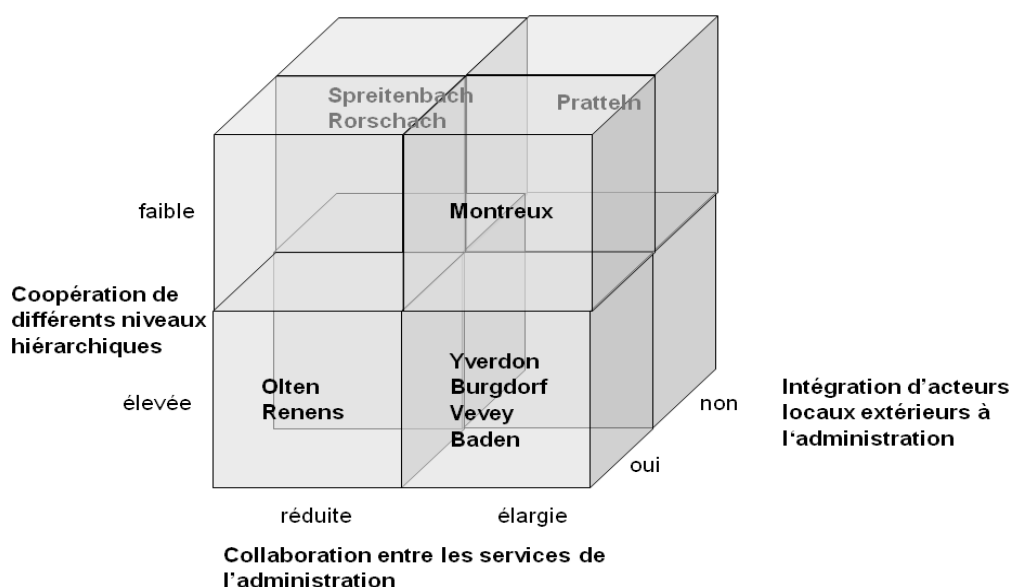 Spreitenbach
Rorschach
Pratteln
faible
Montreux
Coopération de
différents niveaux
hiérarchiques
élevée
Olten
Renens
Yverdon
Burgdorf
Vevey
Baden
non
oui
Intégration d’acteurs
locaux extérieurs à
l‘administration
réduite
élargie
Collaboration entre les services de
l’administration